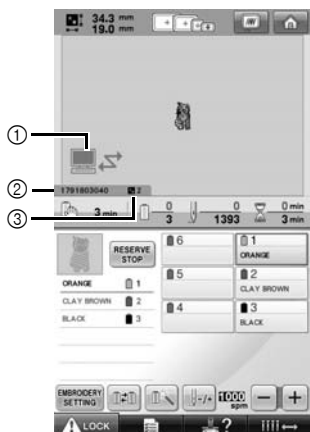 34.3 mm
19.0 mm
①
② 1791803040 2
③
3 min 0 0 0 min
3 1393 3 min
6 1
ORANGE
RESERVE STOP
5 2
CLAY BROWN
ORANGE 1
CLAY BROWN 2
4 3
BLACK
BLACK 3
EMBROIDERY SETTING -/+ 1000 spm - +
LOCK ?